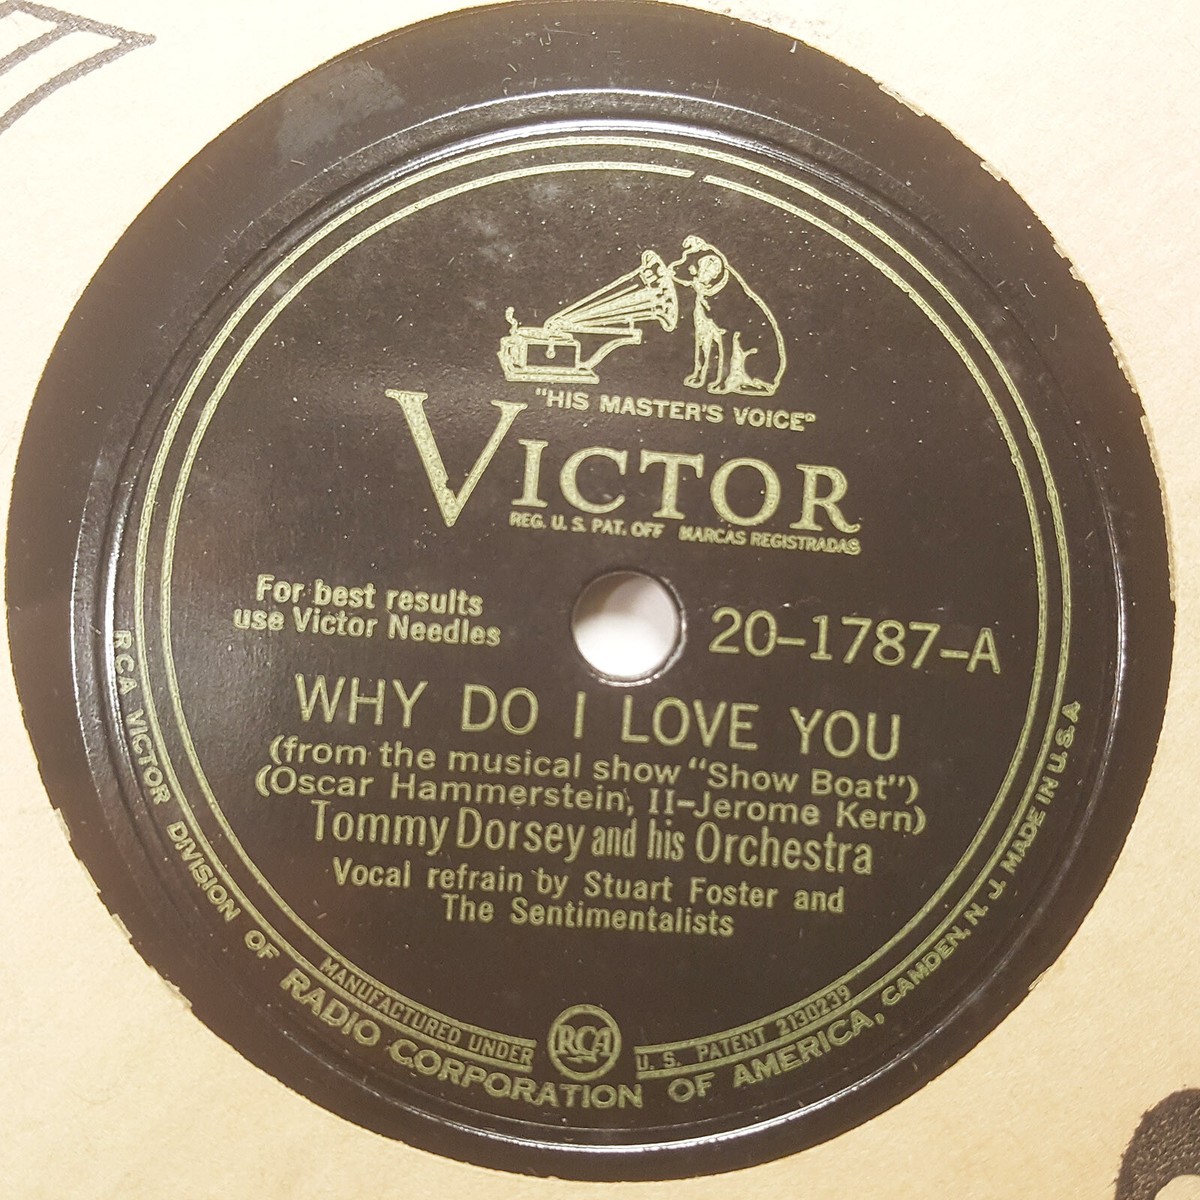 "HIS MASTER'S VOICE"
VICTOR
REG. U. S. PAT. OFF MARCAS REGISTRADAS
For best results
use Victor Needles
20-1787-A
WHY DO I LOVE YOU
(from the musical show "Show Boat")
(Oscar Hammerstein, II-Jerome Kern)
Tommy Dorsey and his Orchestra
Vocal refrain by Stuart Foster and
The Sentimentalists
MANUFACTURED UNDER RCA U. S. PATENT 2130239
RCA VICTOR DIVISION OF RADIO CORPORATION OF AMERICA, CAMDEN, N. J. MADE IN U.S.A